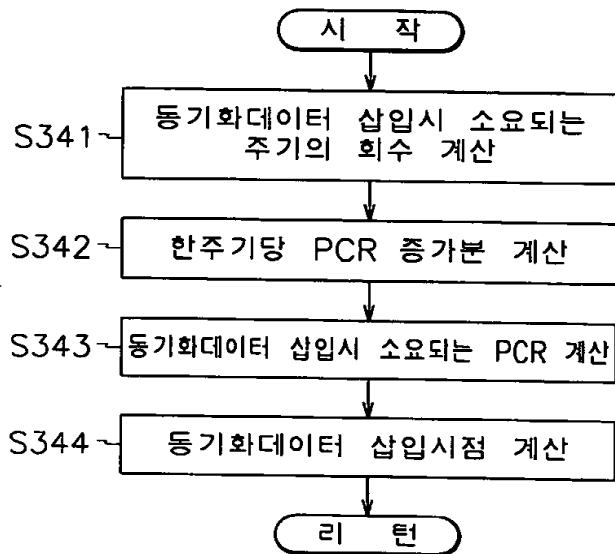 시 작
S341
동기화데이터 삽입시 소요되는
주기의 회수 계산
S342
한주기당 PCR 증가분 계산
S343
동기화데이터 삽입시 소요되는 PCR 계산
S344
동기화데이터 삽입시점 계산
리 턴